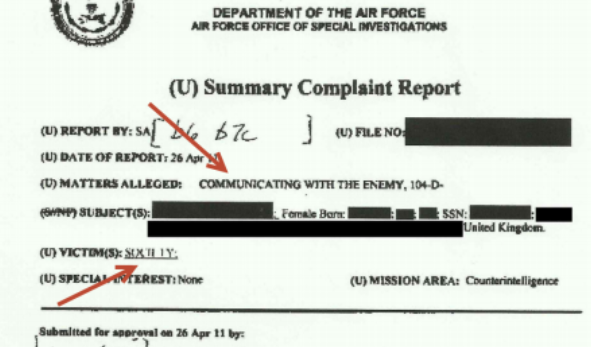 DEPARTMENT OF THE AIR FORCE
AIR FORCE OFFICE OF SPECIAL INVESTIGATIONS
(U) Summary Complaint Report
(U) REPORT BY: SA [ b6 b7c ] (U) FILE NO:
(U) DATE OF REPORT: 26 Apr
(U) MATTERS ALLEGED: COMMUNICATING WITH THE ENEMY, 104-D-
(S//NF) SUBJECT(S): ; Female Born: SSN:
United Kingdom.
(U) VICTIM(S): SOCIETY;
(U) SPECIAL INTEREST: None (U) MISSION AREA: Counterintelligence
Submitted for approval on 26 Apr 11 by: